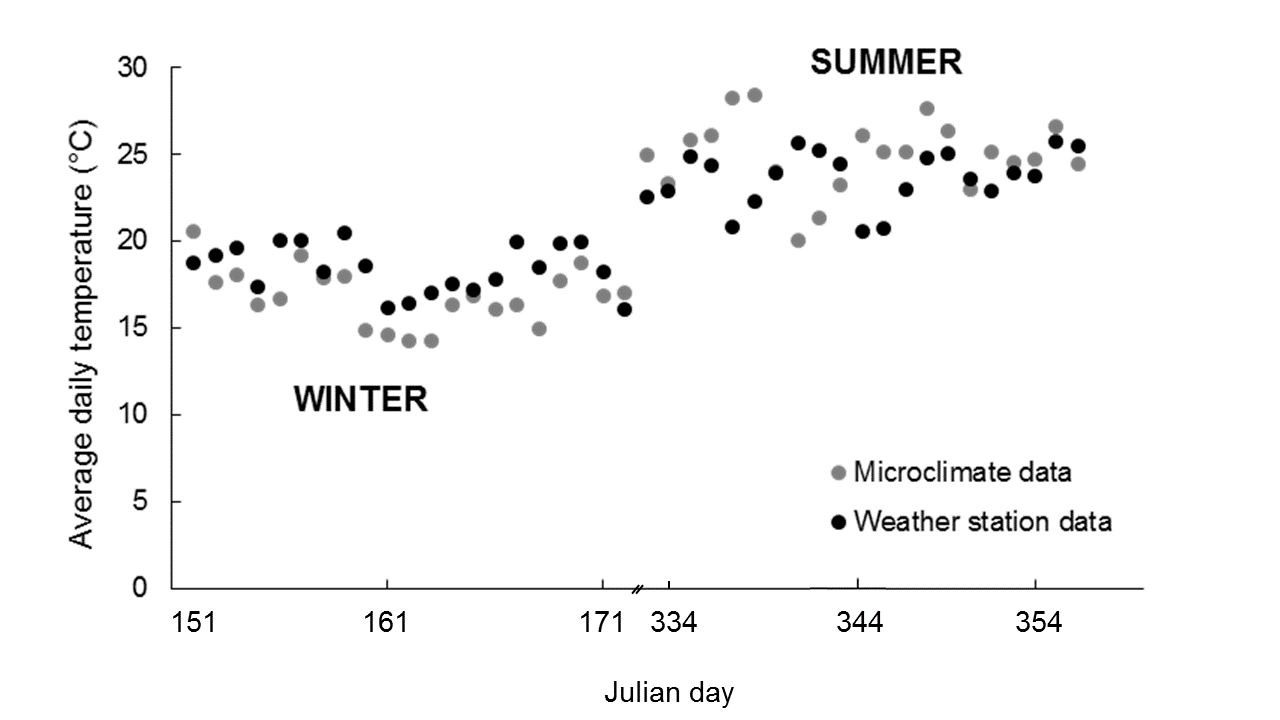 SUMMER
30
25
20
15
10
5
0
Average daily temperature (°C)
WINTER
Microclimate data
Weather station data
151 161 171 334 344 354
Julian day